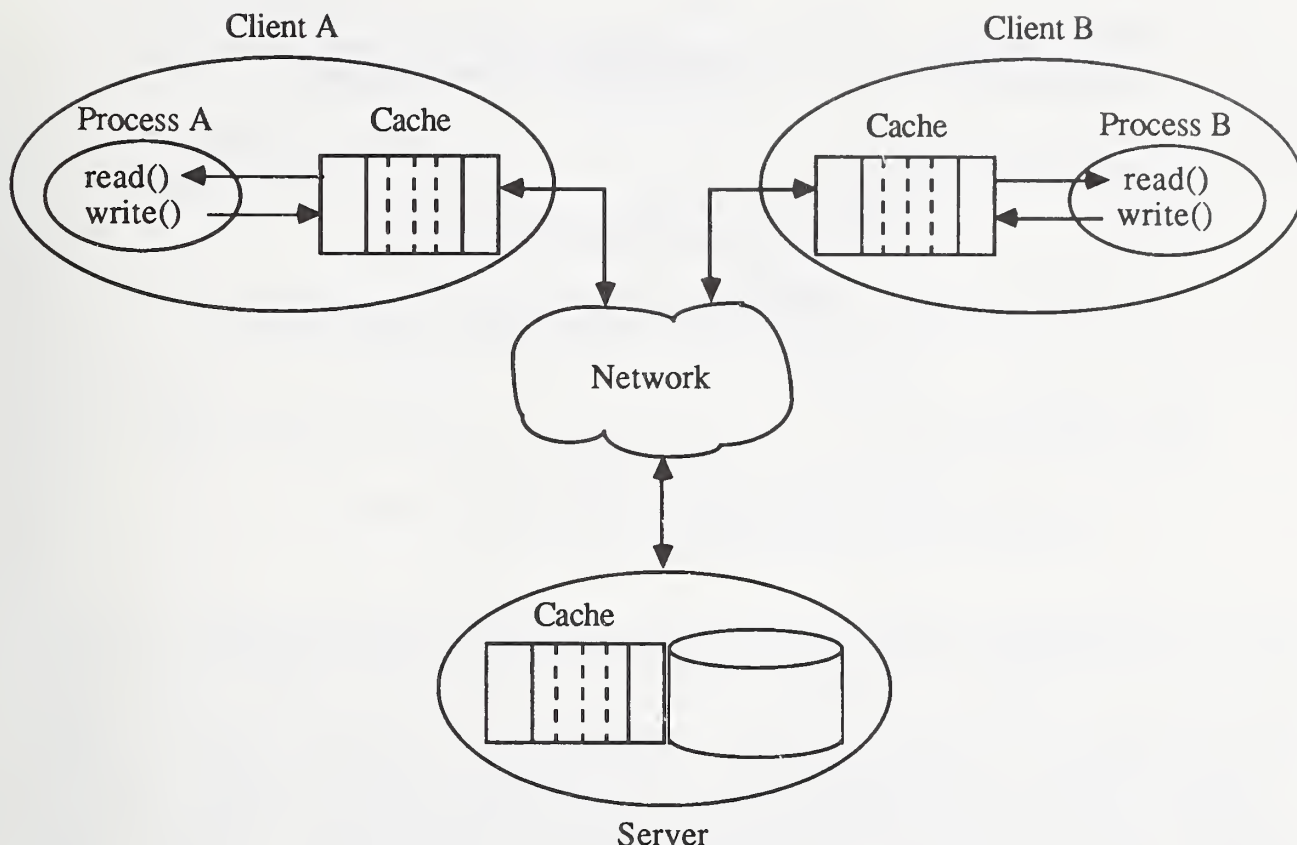 Client A
Client B
Process A
Cache
Cache
Process B
read()
write()
read()
write()
Network
Cache
Server